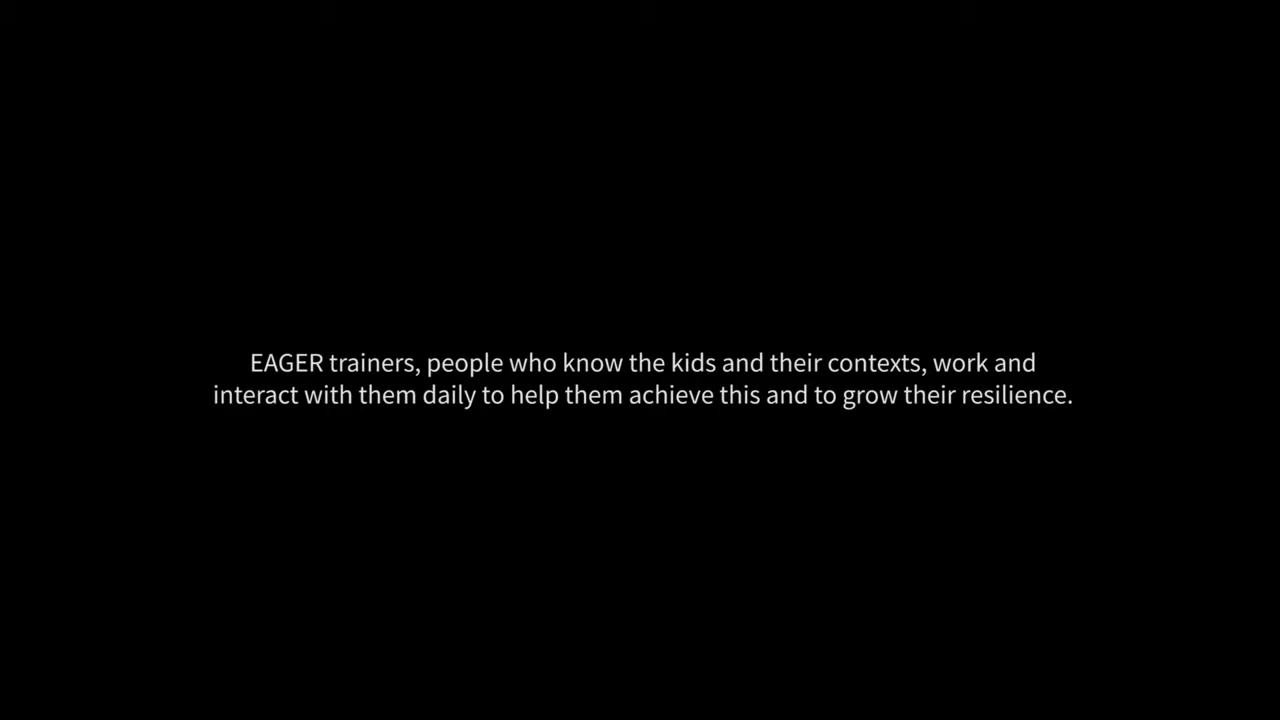 EAGER trainers, people who know the kids and their contexts, work and
interact with them daily to help them achieve this and to grow their resilience.